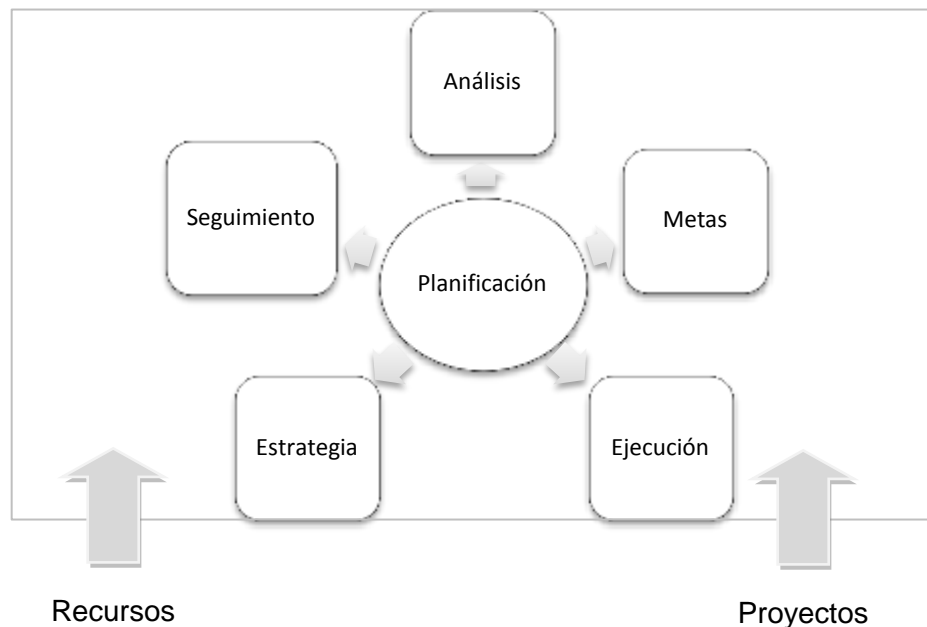 Análisis
Seguimiento
Metas
Planificación
Estrategia
Ejecución
Recursos
Proyectos